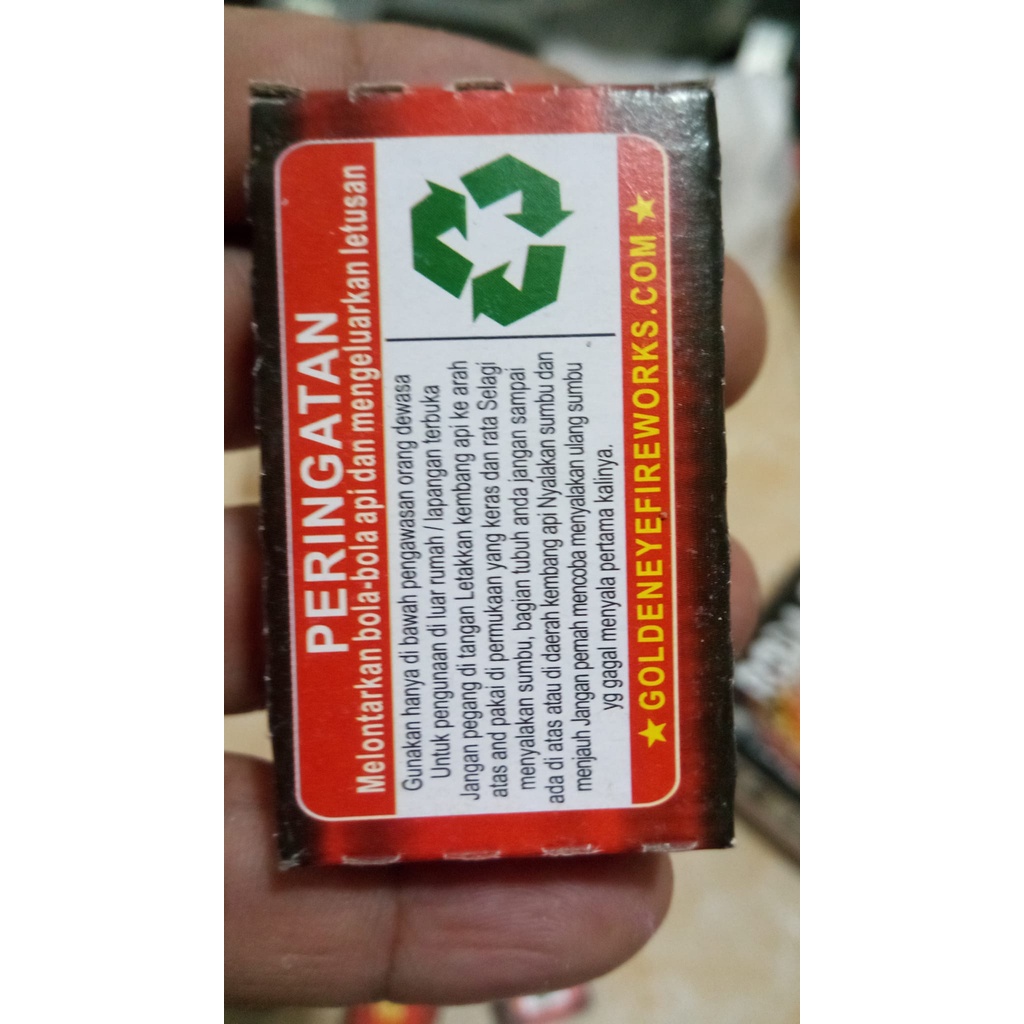 PERINGATAN
Melontarkan bola-bola api dan mengeluarkan letusan
Gunakan hanya di bawah pengawasan orang dewasa
Untuk pengunaan di luar rumah / lapangan terbuka
Jangan pegang di tangan Letakkan kembang api ke arah
atas and pakai di permukaan yang keras dan rata Selagi
menyalakan sumbu, bagian tubuh anda jangan sampai
ada di atas atau di daerah kembang api Nyalakan sumbu dan
menjauh Jangan pernah mencoba menyalakan ulang sumbu
yg gagal menyala pertama kalinya.
★ GOLDENEYEFIREWORKS.COM ★